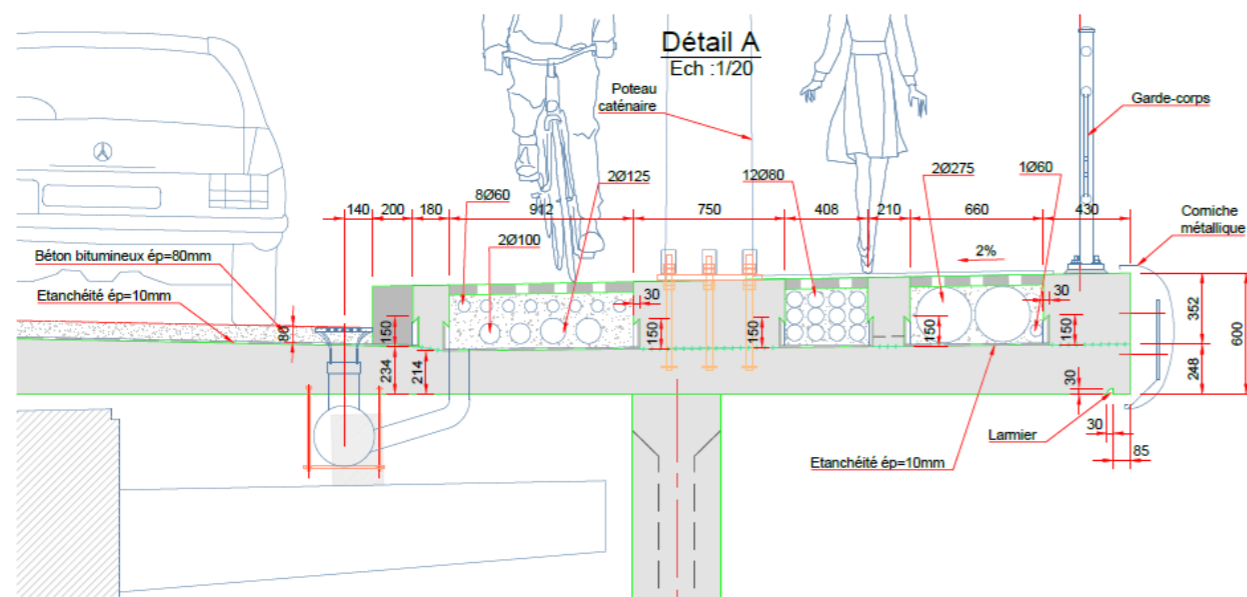 Détail A
Ech :1/20
Poteau
caténaire
Garde-corps
8Ø60
2Ø125
12Ø80
2Ø275
1Ø60
140
200
180
912
750
408
210
660
430
Corniche
métallique
2Ø100
2%
Béton bitumineux ép=80mm
Etanchéité ép=10mm
30
30
80
150
150
150
150
150
352
600
234
214
248
30
30
Larmier
85
Etanchéité ép=10mm